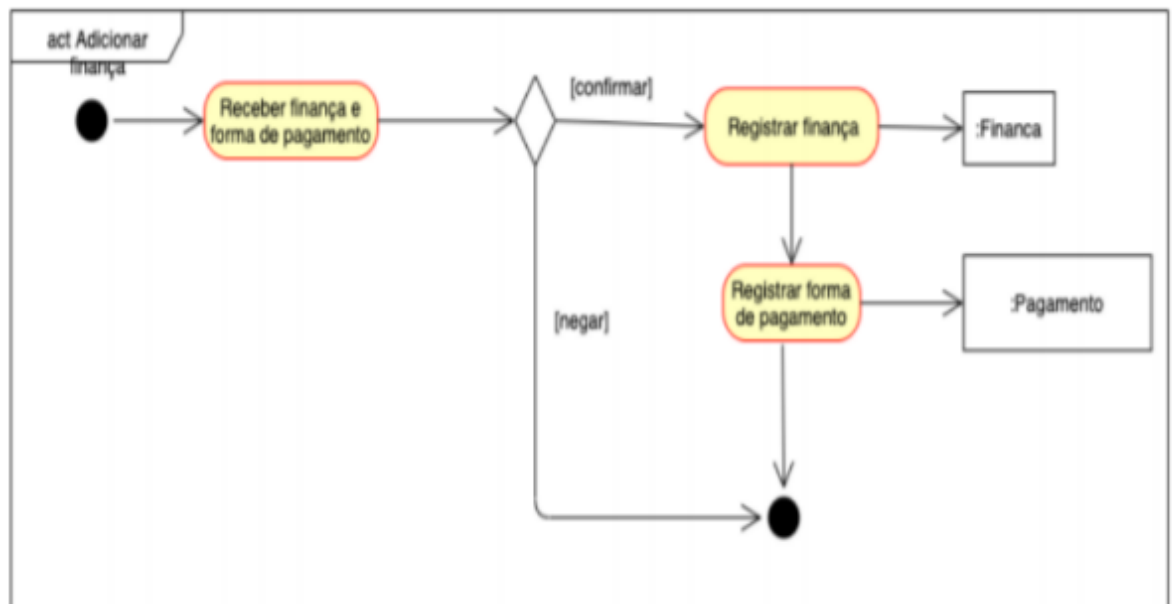 act Adicionar
finança
Receber finança e
forma de pagamento
[confirmar]
Registrar finança
:Financa
Registrar forma
de pagamento
:Pagamento
[negar]